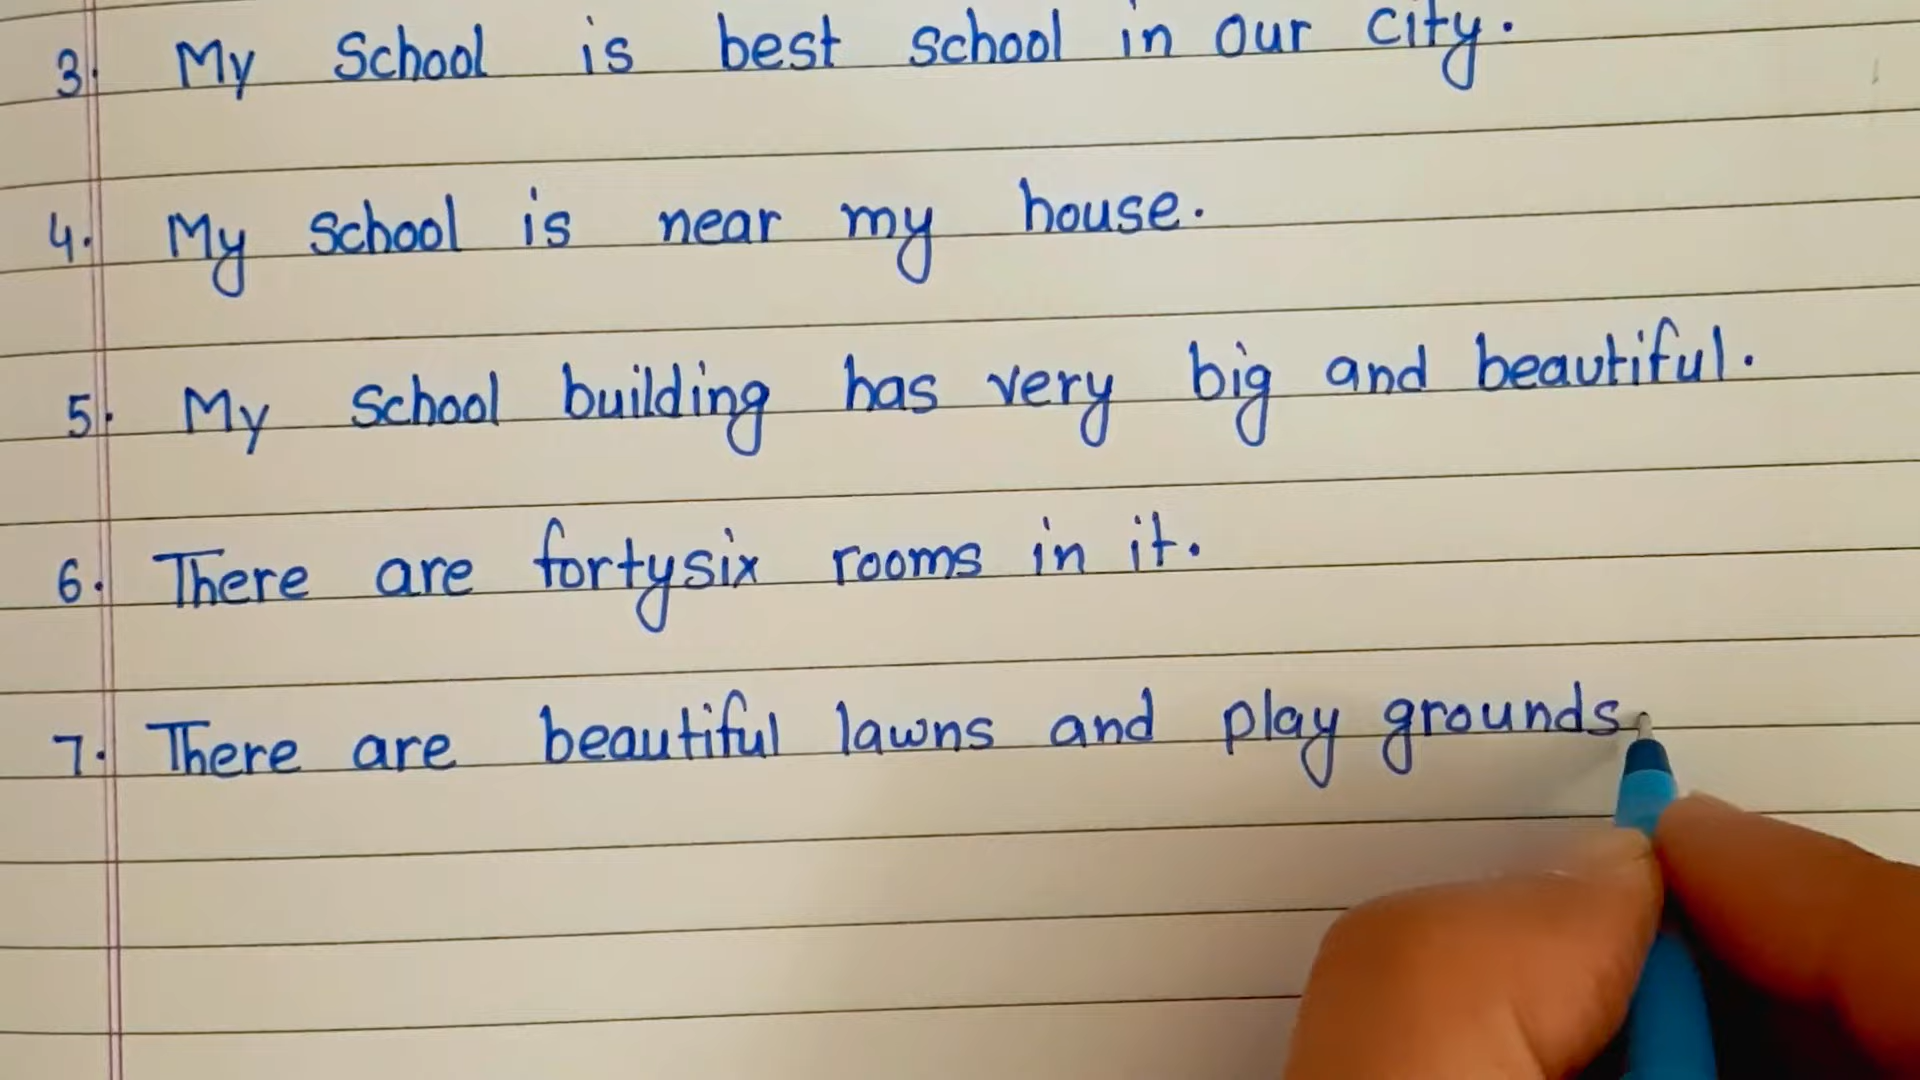 3. My School is best school in our city.
4. My school is near my house.
5. My school building has very big and beautiful.
6. There are fortysix rooms in it.
7. There are beautiful lawns and play grounds.